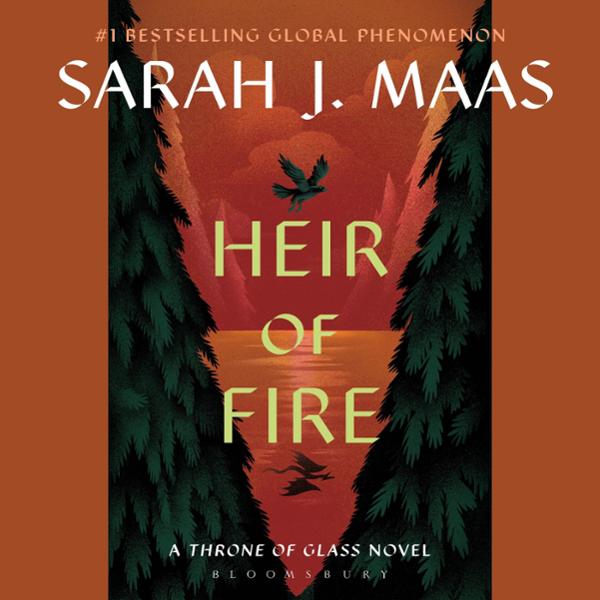 #1 BESTSELLING GLOBAL PHENOMENON
SARAH J. MAAS
HEIR
OF
FIRE
A THRONE OF GLASS NOVEL
BLOOMSBURY